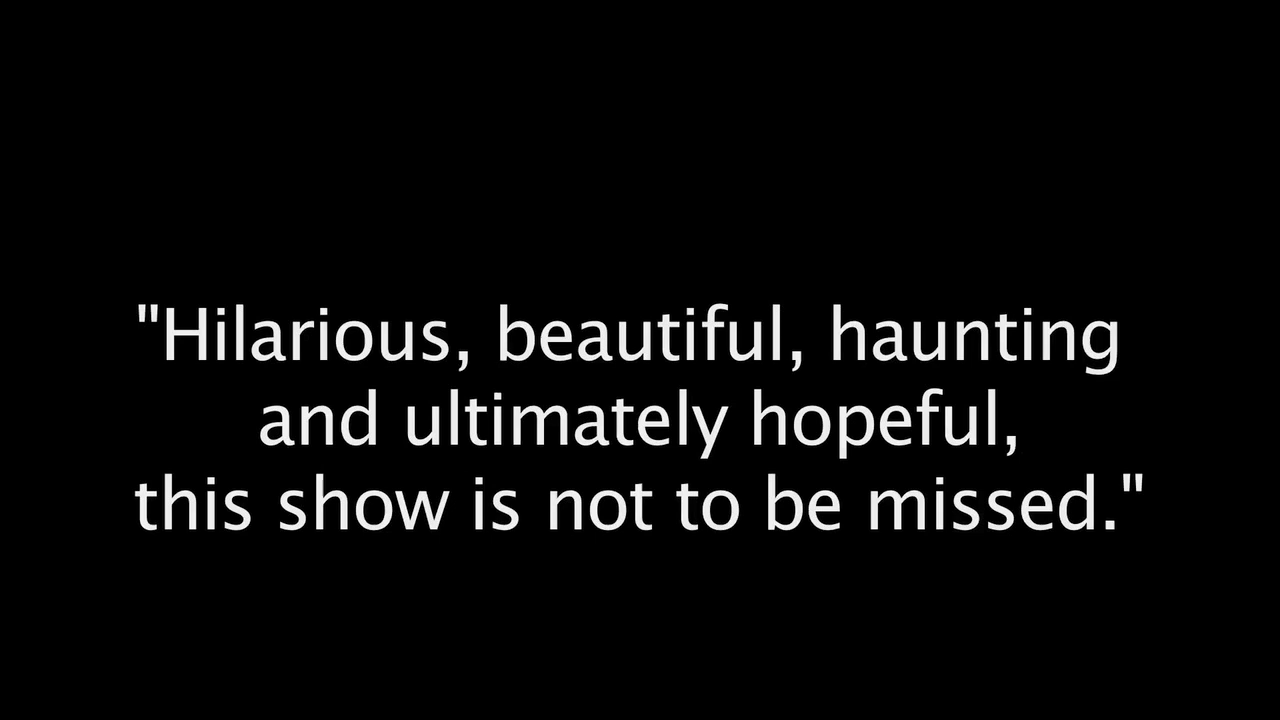 "Hilarious, beautiful, haunting
and ultimately hopeful,
this show is not to be missed."